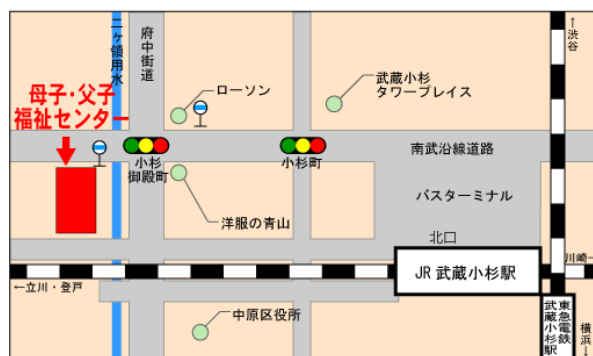 二ヶ領用水
府中街道
←渋谷
母子・父子
福祉センター
ローソン
武蔵小杉
タワープレイス
小杉
御殿町
小杉町
南武沿線道路
洋服の青山
バスターミナル
北口
JR 武蔵小杉駅
川崎→
←立川・登戸
中原区役所
東急電鉄
武蔵小杉駅
横浜→